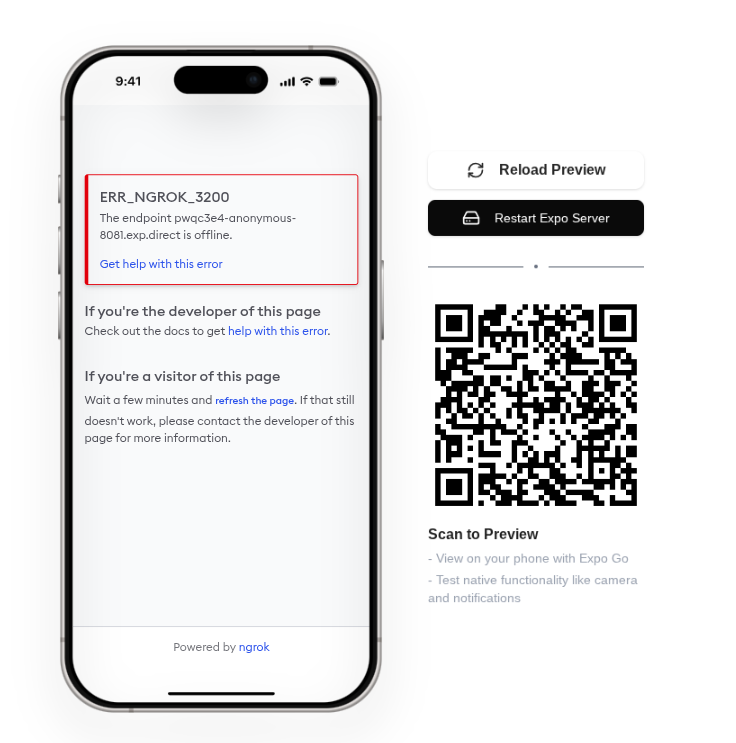 9:41
ERR_NGROK_3200
The endpoint pwqc3e4-anonymous-
8081.exp.direct is offline.
Get help with this error
If you're the developer of this page
Check out the docs to get help with this error.
If you're a visitor of this page
Wait a few minutes and refresh the page. If that still
doesn't work, please contact the developer of this
page for more information.
Powered by ngrok
Reload Preview
Restart Expo Server
Scan to Preview
- View on your phone with Expo Go
- Test native functionality like camera
and notifications